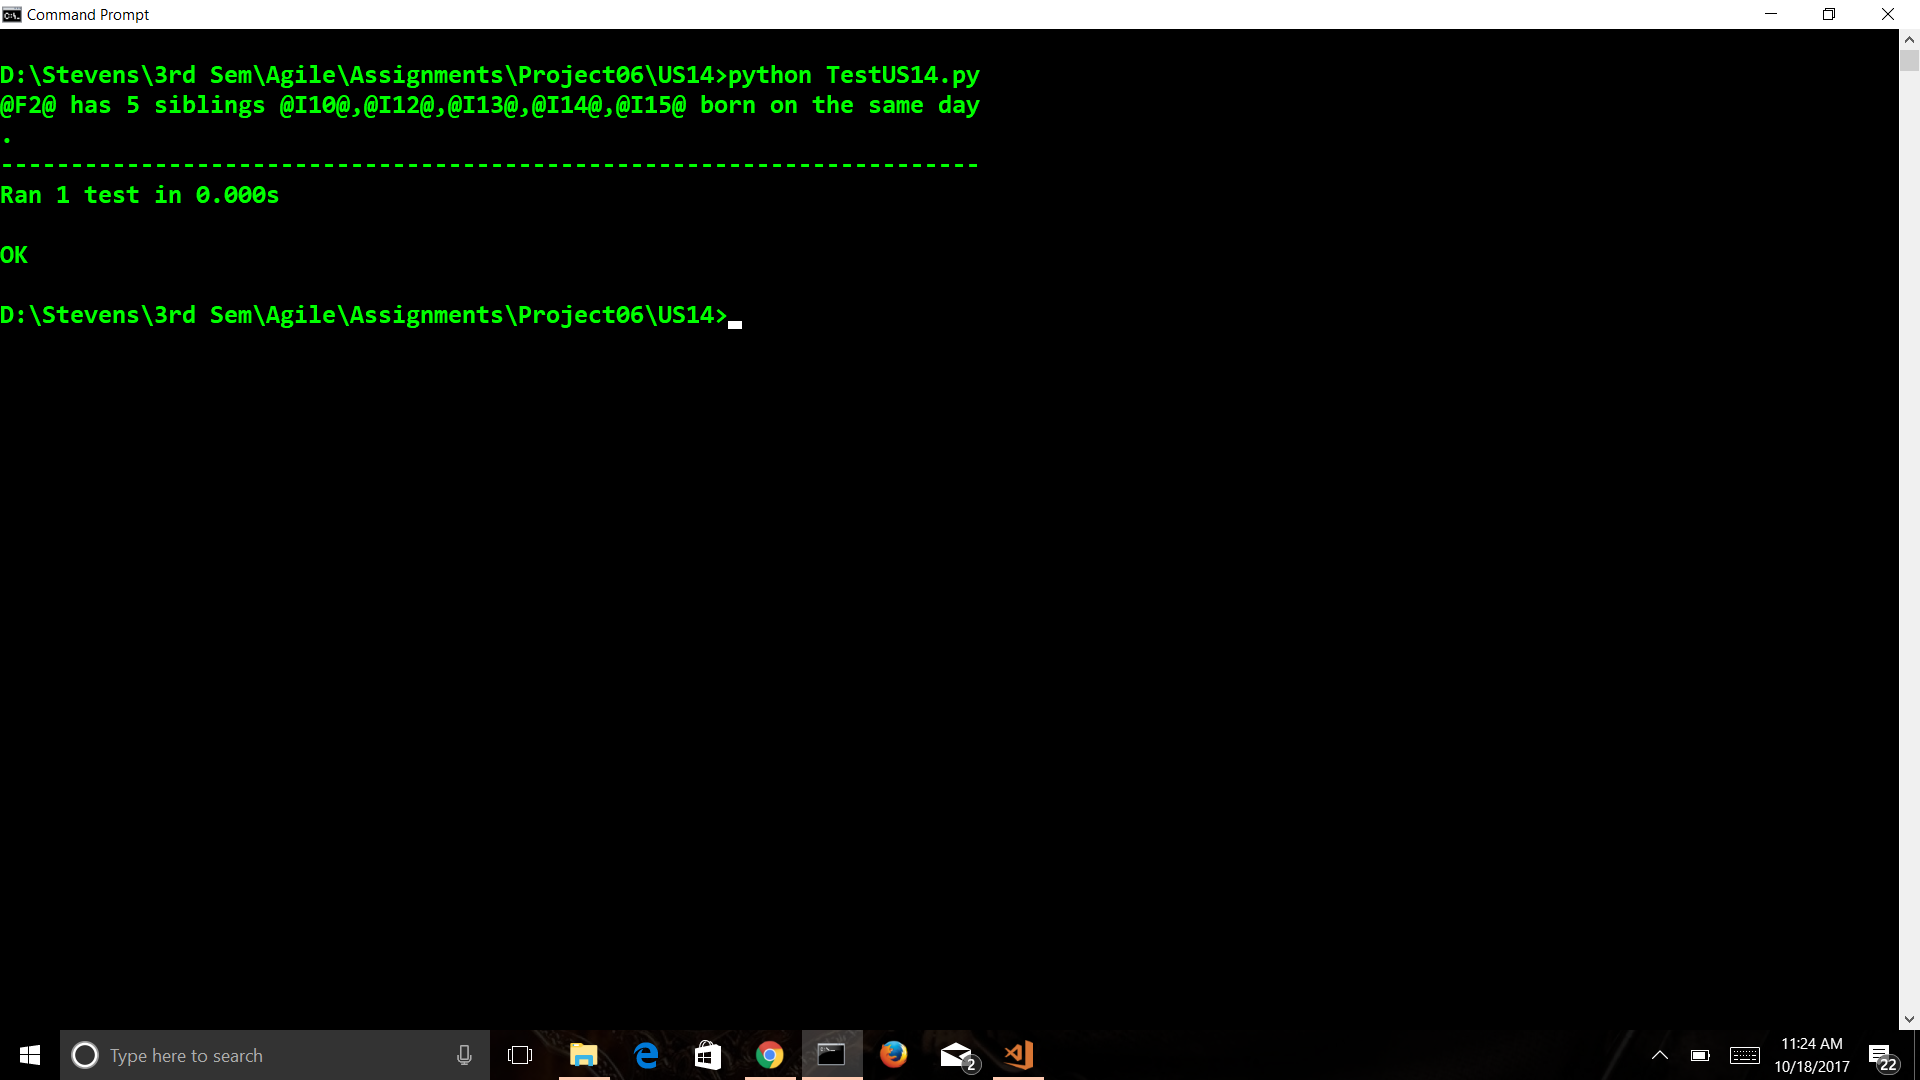 Command Prompt
D:\Stevens\3rd Sem\Agile\Assignments\Project06\US14>python TestUS14.py
@F2@ has 5 siblings @I10@,@I12@,@I13@,@I14@,@I15@ born on the same day
.
----------------------------------------------------------------------
Ran 1 test in 0.000s
OK
D:\Stevens\3rd Sem\Agile\Assignments\Project06\US14>
Type here to search
2
11:24 AM
10/18/2017
22